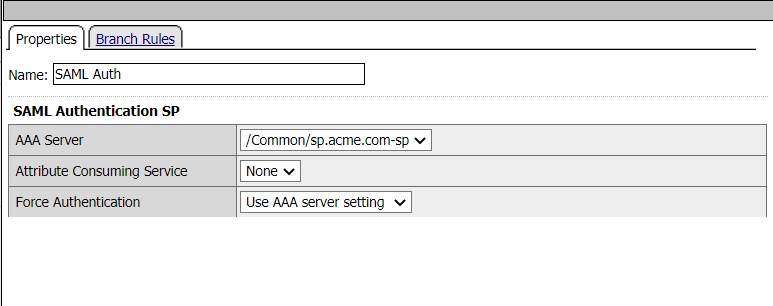 Properties Branch Rules
Name: SAML Auth
SAML Authentication SP
AAA Server /Common/sp.acme.com-sp
Attribute Consuming Service None
Force Authentication Use AAA server setting